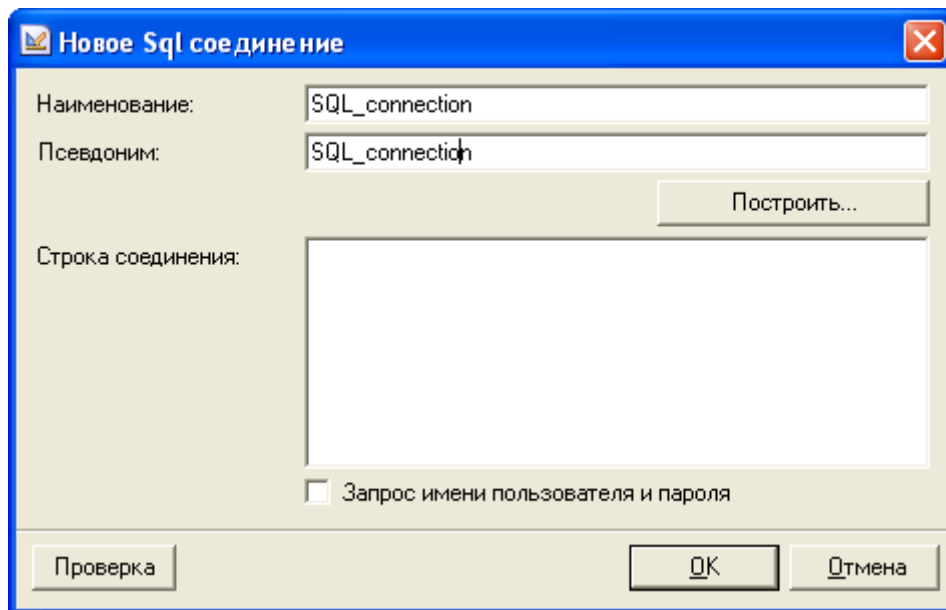 Новое Sql соединение
Наименование: SQL_connection
Псевдоним: SQL_connection
Построить...
Строка соединения:
Запрос имени пользователя и пароля
Проверка OK Отмена